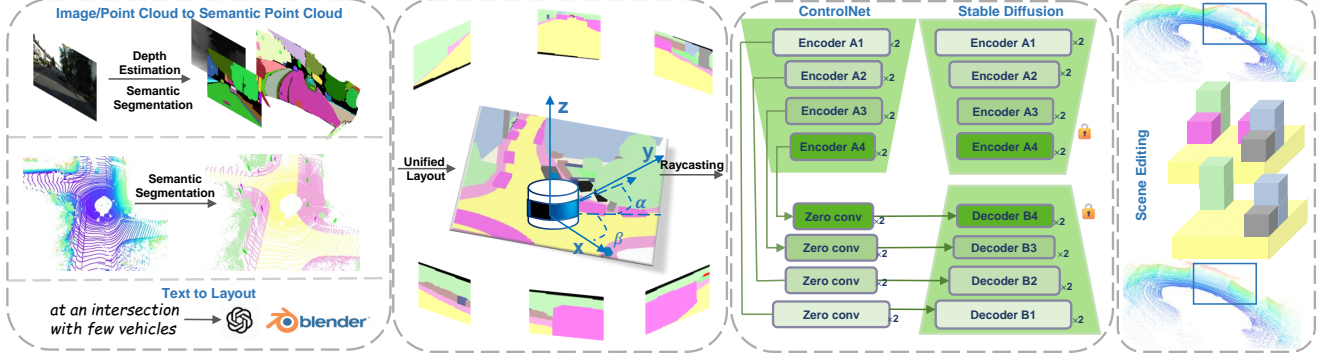 Image/Point Cloud to Semantic Point Cloud
Depth
Estimation
Semantic
Segmentation
Semantic
Segmentation
Text to Layout
at an intersection
with few vehicles
blender
Unified
Layout
z
y
x
α
β
Raycasting
ControlNet
Encoder A1 ×2
Encoder A2 ×2
Encoder A3 ×2
Encoder A4 ×2
Zero conv ×2
Zero conv ×2
Zero conv ×2
Zero conv ×2
Stable Diffusion
Encoder A1 ×2
Encoder A2 ×2
Encoder A3 ×2
Encoder A4 ×2
Decoder B4 ×2
Decoder B3 ×2
Decoder B2 ×2
Decoder B1 ×2
Scene Editing